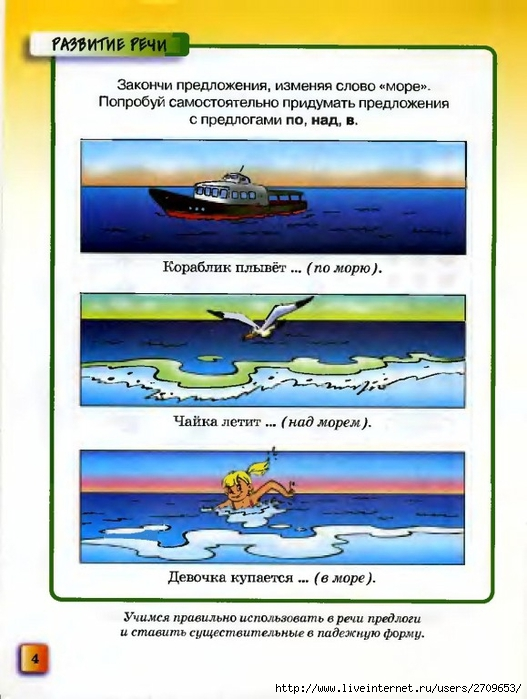 РАЗВИТИЕ РЕЧИ
Закончи предложения, изменяя слово «море».
Попробуй самостоятельно придумать предложения
с предлогами по, над, в.
Кораблик плывёт ... (по морю).
Чайка летит ... (над морем).
Девочка купается ... (в море).
Учимся правильно использовать в речи предлоги
и ставить существительные в падежную форму.
4
http://www.liveinternet.ru/users/2709653/